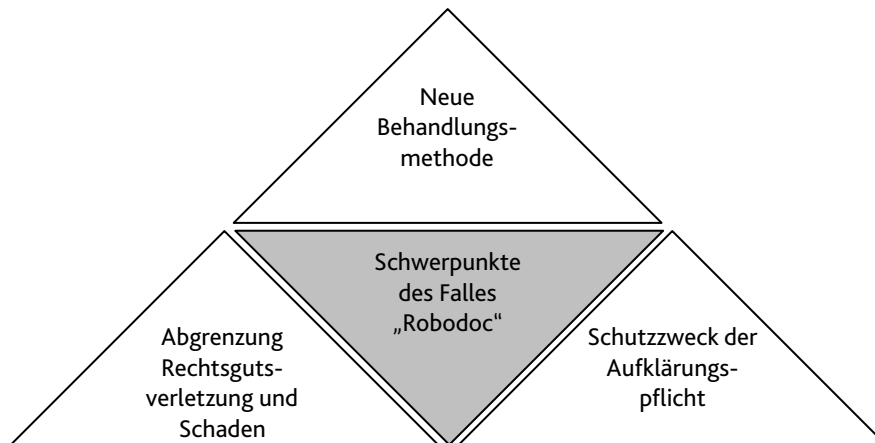 Neue
Behandlungs-
methode
Schwerpunkte
des Falles
„Robodoc“
Abgrenzung
Rechtsguts-
verletzung und
Schaden
Schutzzweck der
Aufklärungs-
pflicht